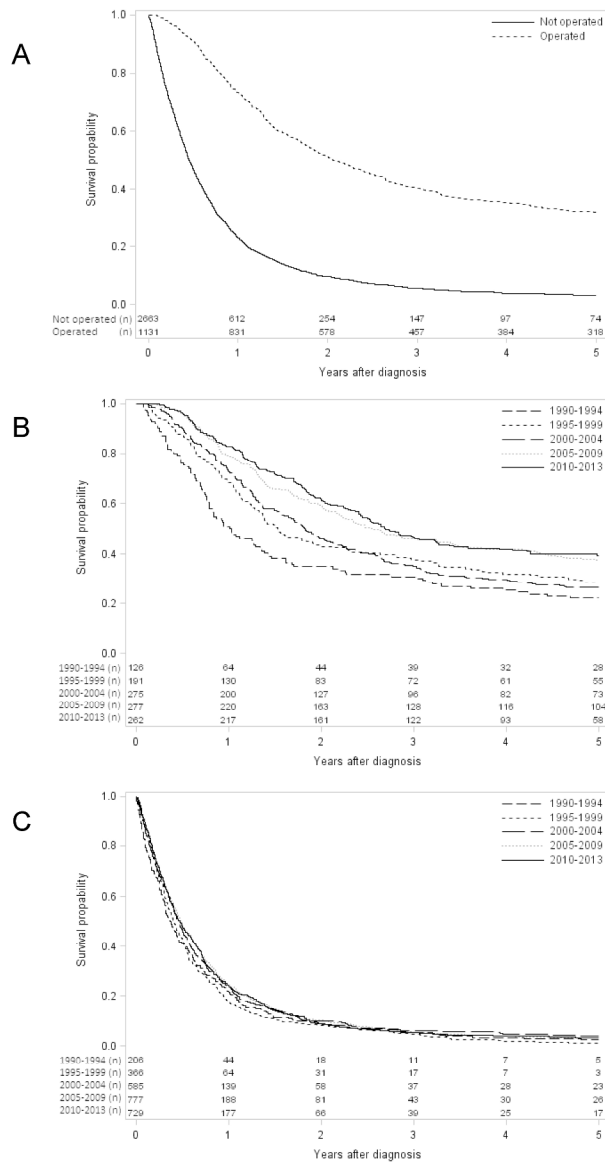 A
Not operated
Operated
Survival propability
1.0
0.8
0.6
0.4
0.2
0.0
Not operated (n) 2663 612 254 147 97 74
Operated (n) 1131 831 578 457 384 318
0 1 2 3 4 5
Years after diagnosis
B
1990-1994
1995-1999
2000-2004
2005-2009
2010-2013
Survival propability
1.0
0.8
0.6
0.4
0.2
0.0
1990-1994 (n) 126 64 44 39 32 28
1995-1999 (n) 191 130 83 72 61 55
2000-2004 (n) 275 200 127 96 82 73
2005-2009 (n) 277 220 163 128 116 104
2010-2013 (n) 262 217 161 122 93 58
0 1 2 3 4 5
Years after diagnosis
C
1990-1994
1995-1999
2000-2004
2005-2009
2010-2013
Survival propability
1.0
0.8
0.6
0.4
0.2
0.0
1990-1994 (n) 206 44 18 11 7 5
1995-1999 (n) 366 64 31 17 7 3
2000-2004 (n) 585 139 58 37 28 23
2005-2009 (n) 777 188 81 43 30 26
2010-2013 (n) 729 177 66 39 25 17
0 1 2 3 4 5
Years after diagnosis